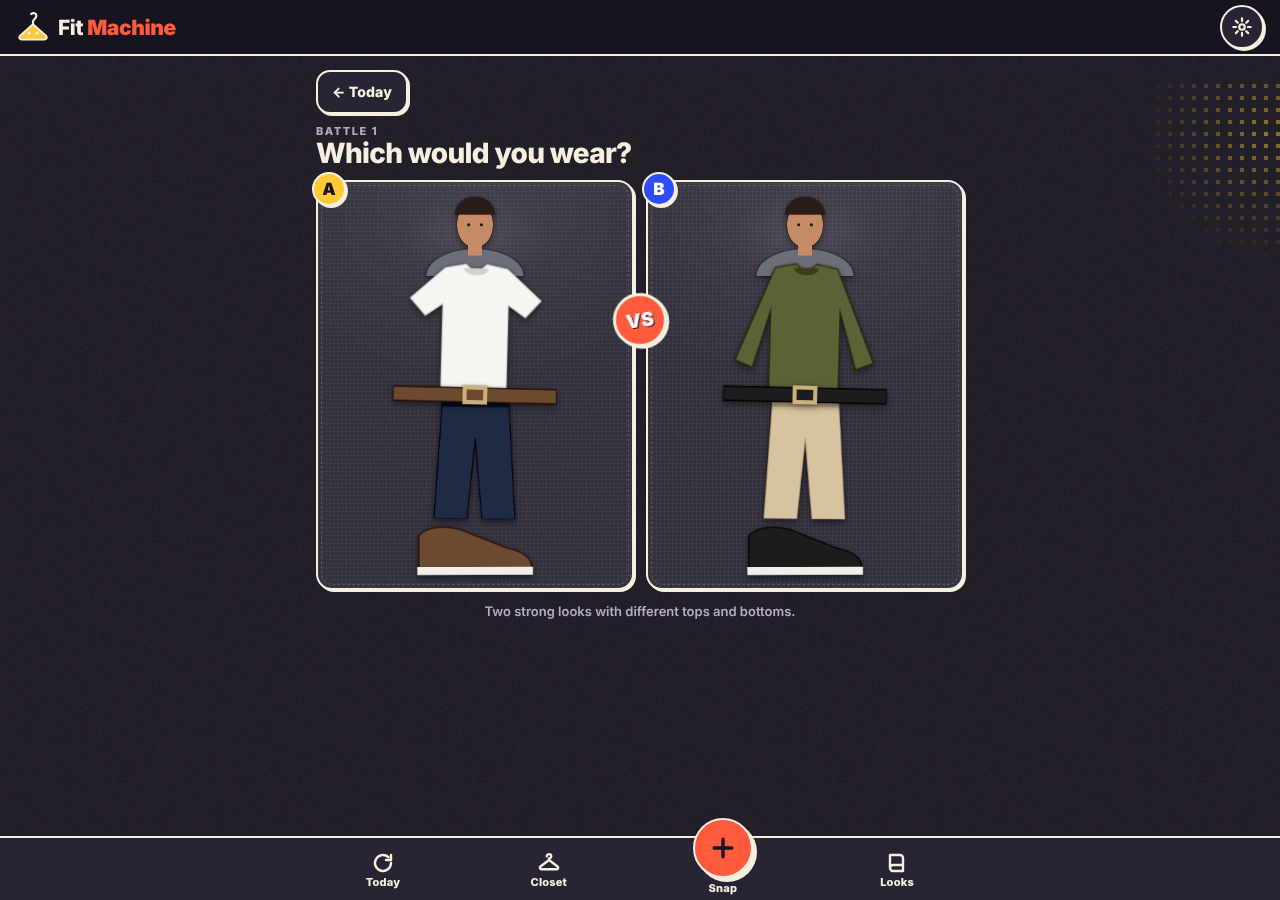 Fit Machine
← Today
BATTLE 1
Which would you wear?
A
B
VS
Two strong looks with different tops and bottoms.
Today
Closet
Snap
Looks